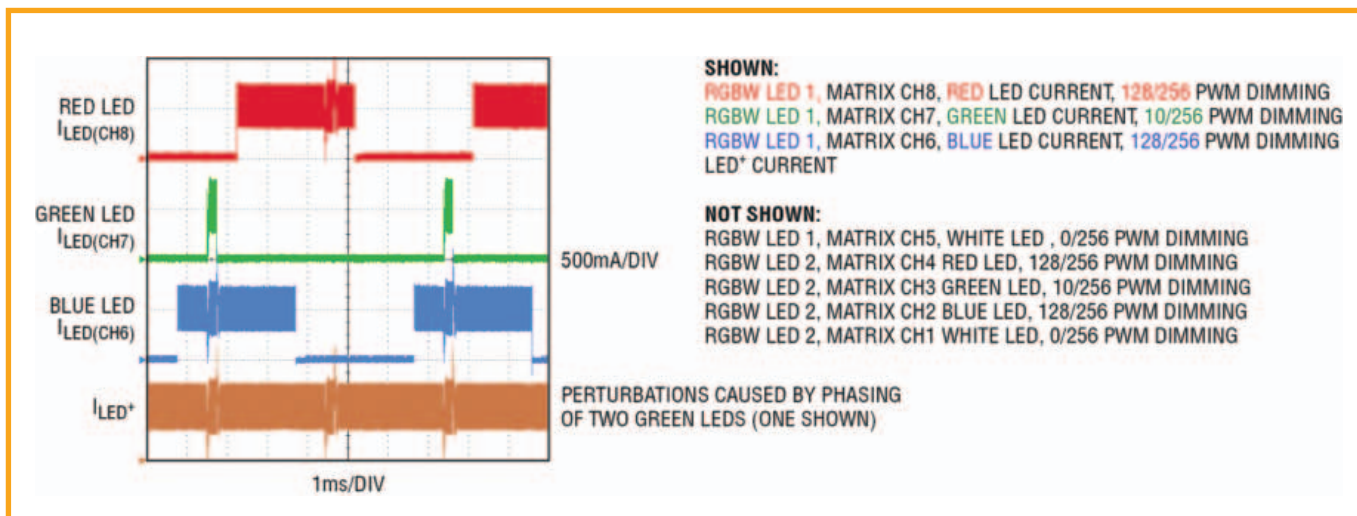 RED LED
ILED(CH8)
GREEN LED
ILED(CH7)
BLUE LED
ILED(CH6)
ILED+
500mA/DIV
1ms/DIV
SHOWN:
RGBW LED 1, MATRIX CH8, RED LED CURRENT, 128/256 PWM DIMMING
RGBW LED 1, MATRIX CH7, GREEN LED CURRENT, 10/256 PWM DIMMING
RGBW LED 1, MATRIX CH6, BLUE LED CURRENT, 128/256 PWM DIMMING
LED+ CURRENT
NOT SHOWN:
RGBW LED 1, MATRIX CH5, WHITE LED , 0/256 PWM DIMMING
RGBW LED 2, MATRIX CH4 RED LED, 128/256 PWM DIMMING
RGBW LED 2, MATRIX CH3 GREEN LED, 10/256 PWM DIMMING
RGBW LED 2, MATRIX CH2 BLUE LED, 128/256 PWM DIMMING
RGBW LED 2, MATRIX CH1 WHITE LED, 0/256 PWM DIMMING
PERTURBATIONS CAUSED BY PHASING
OF TWO GREEN LEDS (ONE SHOWN)